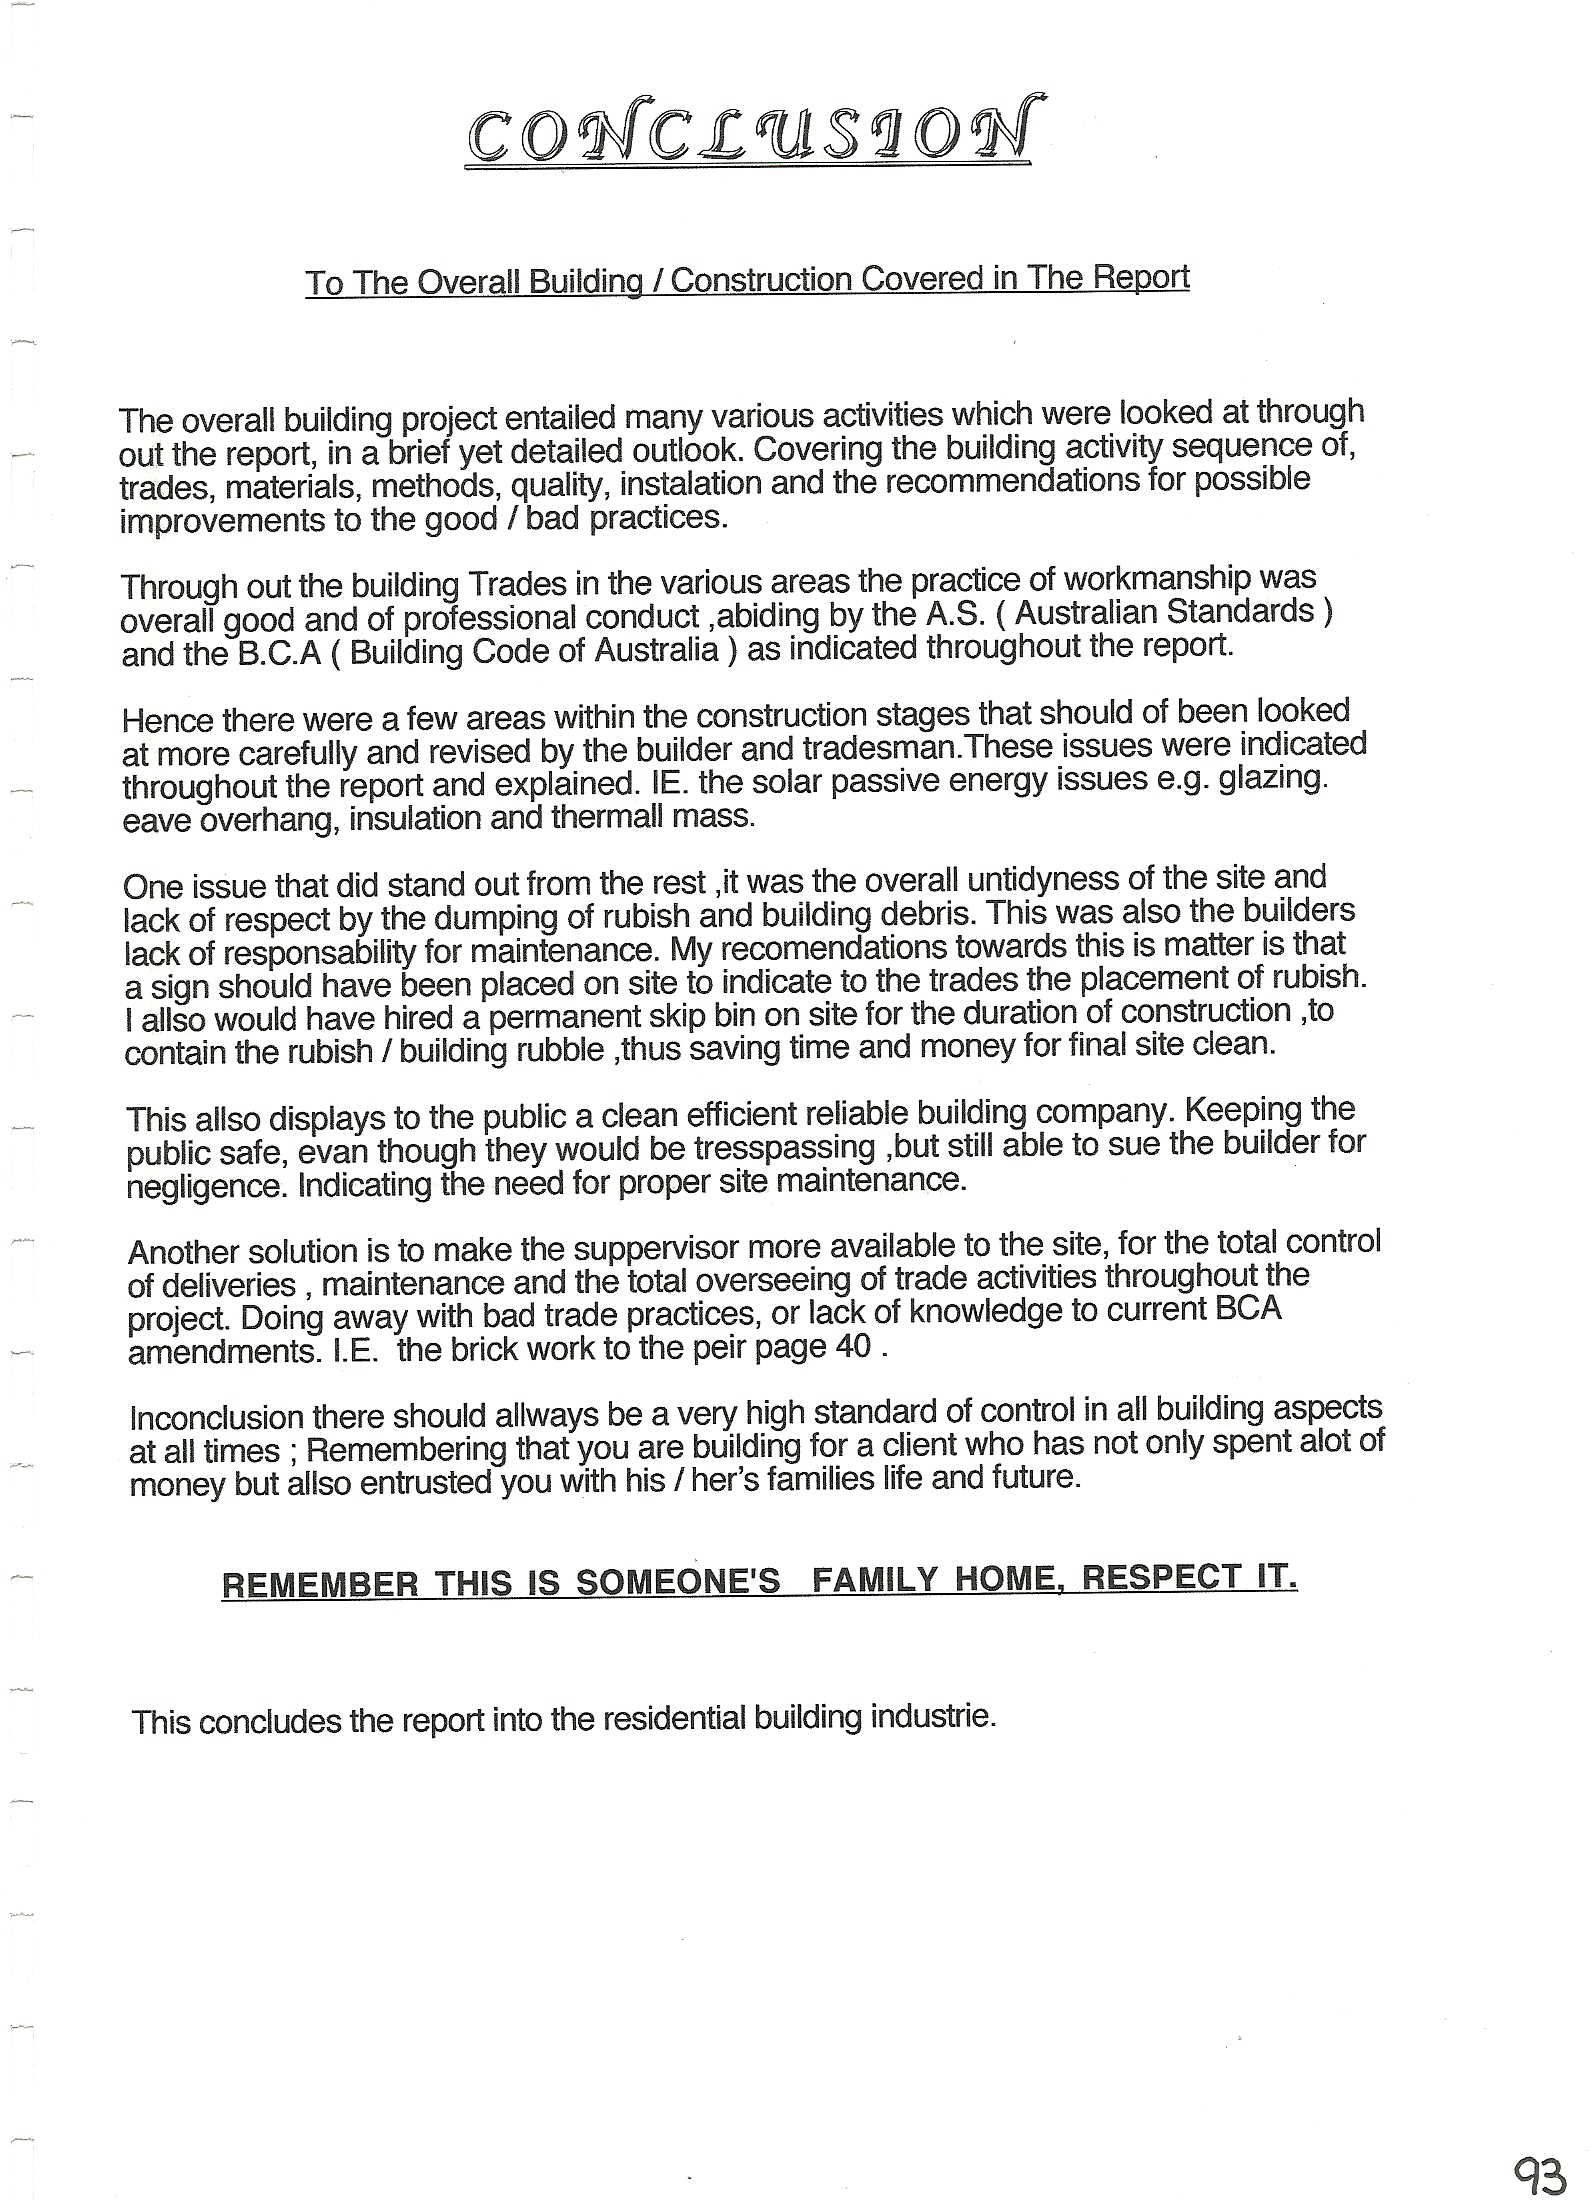 CONCLUSION
To The Overall Building / Construction Covered in The Report
The overall building project entailed many various activities which were looked at through
out the report, in a brief yet detailed outlook. Covering the building activity sequence of,
trades, materials, methods, quality, instalation and the recommendations for possible
improvements to the good / bad practices.
Through out the building Trades in the various areas the practice of workmanship was
overall good and of professional conduct ,abiding by the A.S. ( Australian Standards )
and the B.C.A ( Building Code of Australia ) as indicated throughout the report.
Hence there were a few areas within the construction stages that should of been looked
at more carefully and revised by the builder and tradesman.These issues were indicated
throughout the report and explained. IE. the solar passive energy issues e.g. glazing.
eave overhang, insulation and thermall mass.
One issue that did stand out from the rest ,it was the overall untidyness of the site and
lack of respect by the dumping of rubish and building debris. This was also the builders
lack of responsability for maintenance. My recomendations towards this is matter is that
a sign should have been placed on site to indicate to the trades the placement of rubish.
I allso would have hired a permanent skip bin on site for the duration of construction ,to
contain the rubish / building rubble ,thus saving time and money for final site clean.
This allso displays to the public a clean efficient reliable building company. Keeping the
public safe, evan though they would be tresspassing ,but still able to sue the builder for
negligence. Indicating the need for proper site maintenance.
Another solution is to make the suppervisor more available to the site, for the total control
of deliveries , maintenance and the total overseeing of trade activities throughout the
project. Doing away with bad trade practices, or lack of knowledge to current BCA
amendments. I.E. the brick work to the peir page 40 .
Inconclusion there should allways be a very high standard of control in all building aspects
at all times ; Remembering that you are building for a client who has not only spent alot of
money but allso entrusted you with his / her's families life and future.
REMEMBER THIS IS SOMEONE'S FAMILY HOME, RESPECT IT.
This concludes the report into the residential building industrie.
93